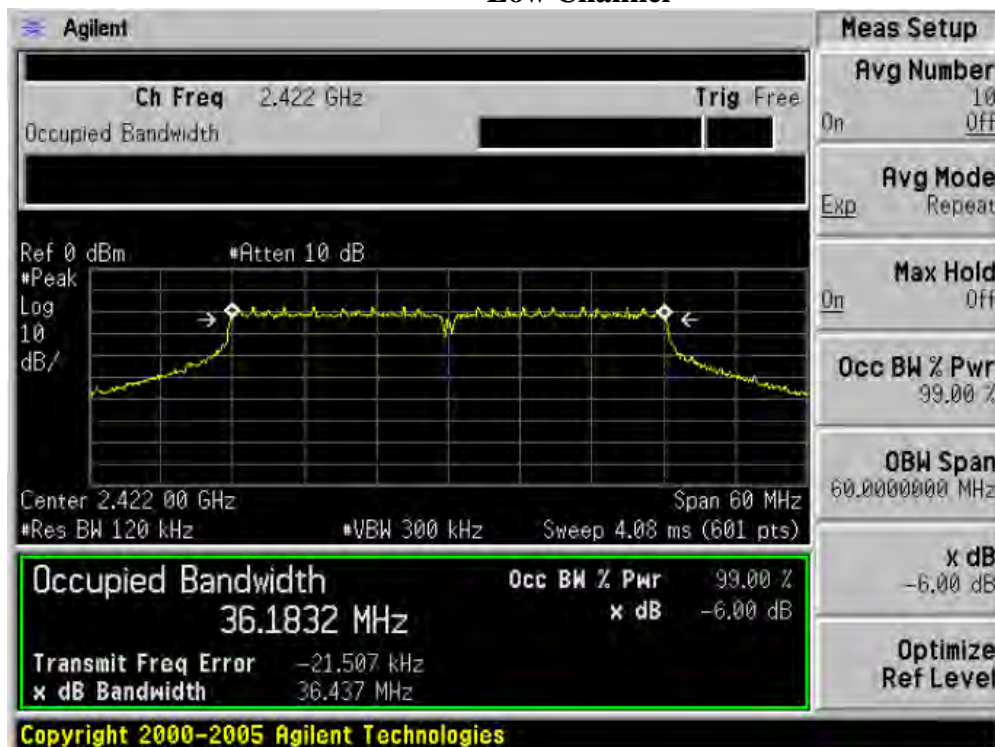 Low Channel
Agilent
Meas Setup
Ch Freq 2.422 GHz Trig Free
Occupied Bandwidth
Ref 0 dBm #Atten 10 dB
#Peak
Log
10
dB/
Center 2.422 00 GHz Span 60 MHz
#Res BW 120 kHz #VBW 300 kHz Sweep 4.08 ms (601 pts)
Occupied Bandwidth Occ BW % Pwr 99.00 %
36.1832 MHz x dB -6.00 dB
Transmit Freq Error -21.507 kHz
x dB Bandwidth 36.437 MHz
Copyright 2000-2005 Agilent Technologies
Avg Number
10
On Off
Avg Mode
Exp Repeat
Max Hold
On Off
Occ BW % Pwr
99.00 %
OBW Span
60.0000000 MHz
x dB
-6.00 dB
Optimize
Ref Level